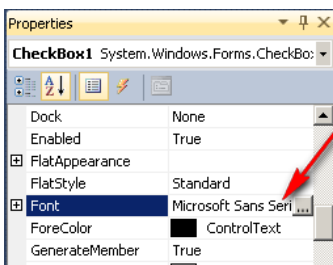 Properties
CheckBox1 System.Windows.Forms.CheckBo
Dock None
Enabled True
FlatAppearance
FlatStyle Standard
Font Microsoft Sans Seri ...
ForeColor ControlText
GenerateMember True